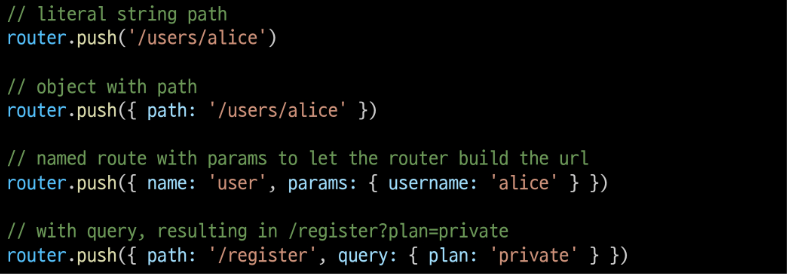 // literal string path
router.push('/users/alice')
// object with path
router.push({ path: '/users/alice' })
// named route with params to let the router build the url
router.push({ name: 'user', params: { username: 'alice' } })
// with query, resulting in /register?plan=private
router.push({ path: '/register', query: { plan: 'private' } })